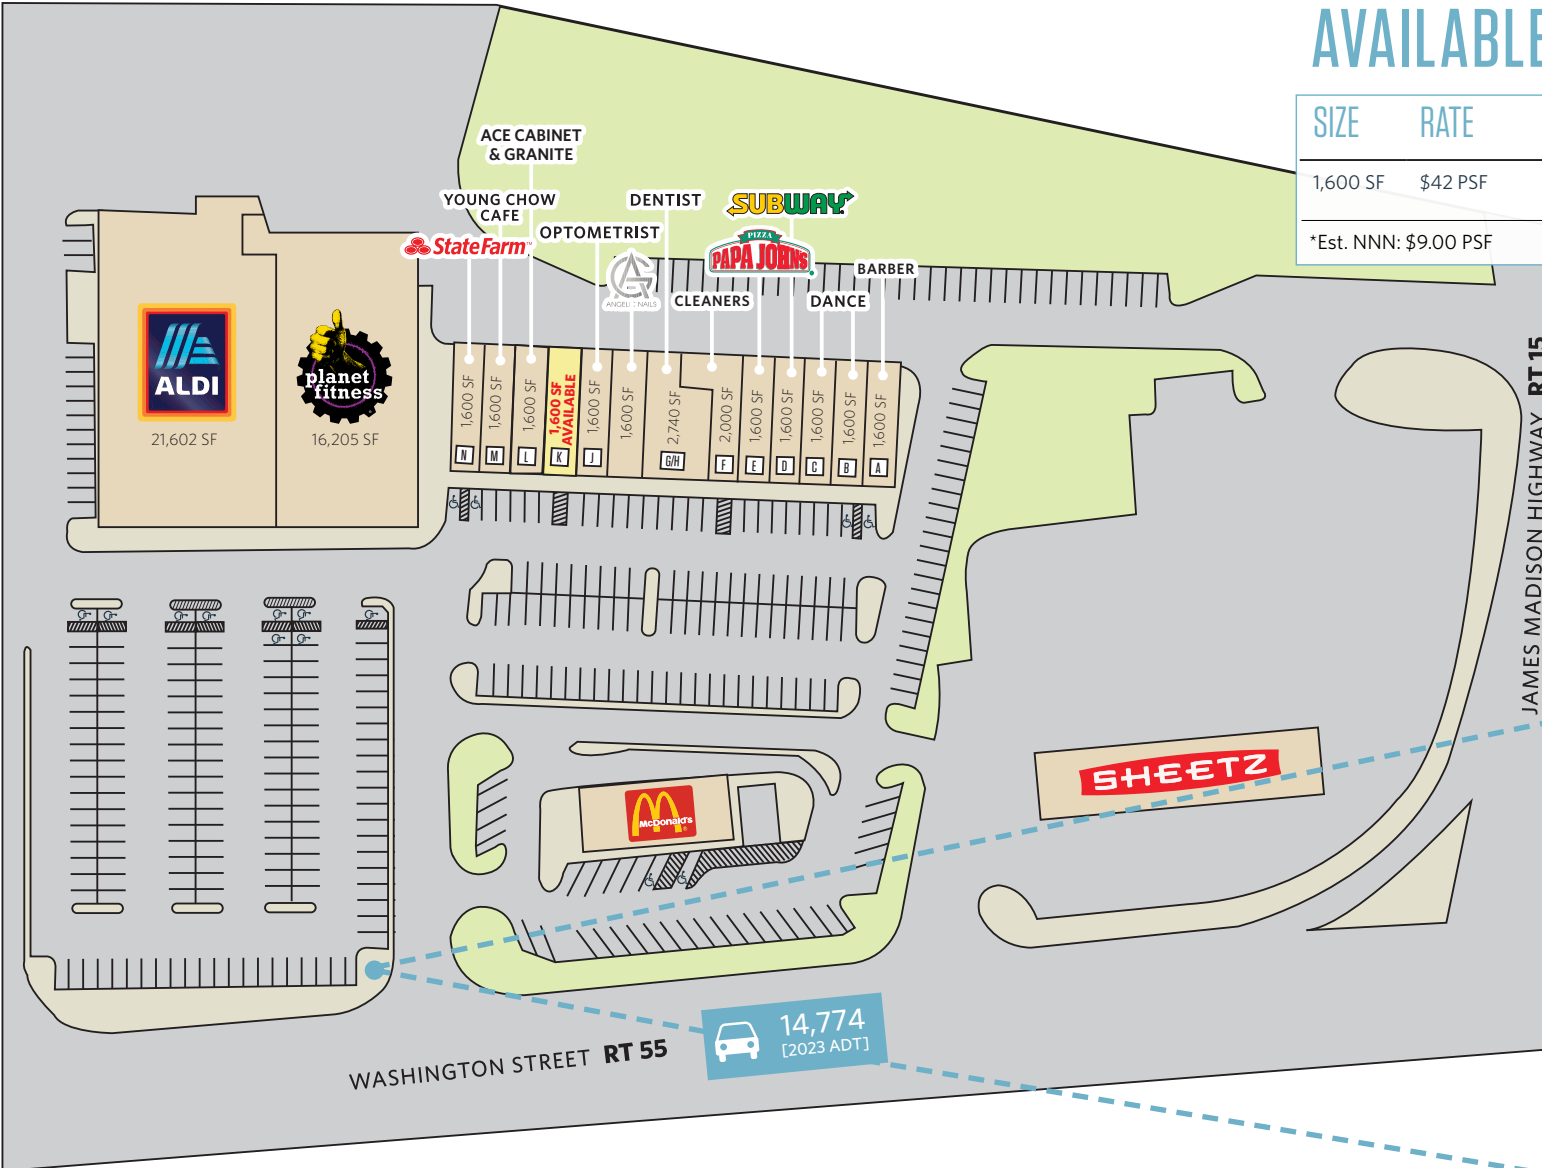 AVAILABLE
SIZE RATE
1,600 SF $42 PSF
*Est. NNN: $9.00 PSF
ACE CABINET
& GRANITE
YOUNG CHOW
CAFE
StateFarm™
OPTOMETRIST
AG
ANGELIC NAILS
DENTIST
SUBWAY
PIZZA
PAPA JOHNS
CLEANERS
DANCE
BARBER
ALDI
21,602 SF
planet
fitness
16,205 SF
1,600 SF
N
1,600 SF
M
1,600 SF
L
1,600 SF
AVAILABLE
K
1,600 SF
J
1,600 SF
2,740 SF
G/H
2,000 SF
F
1,600 SF
E
1,600 SF
D
1,600 SF
C
1,600 SF
B
1,600 SF
A
JAMES MADISON HIGHWAY RT 15
SHEETZ
McDonald's
14,774
[2023 ADT]
WASHINGTON STREET RT 55